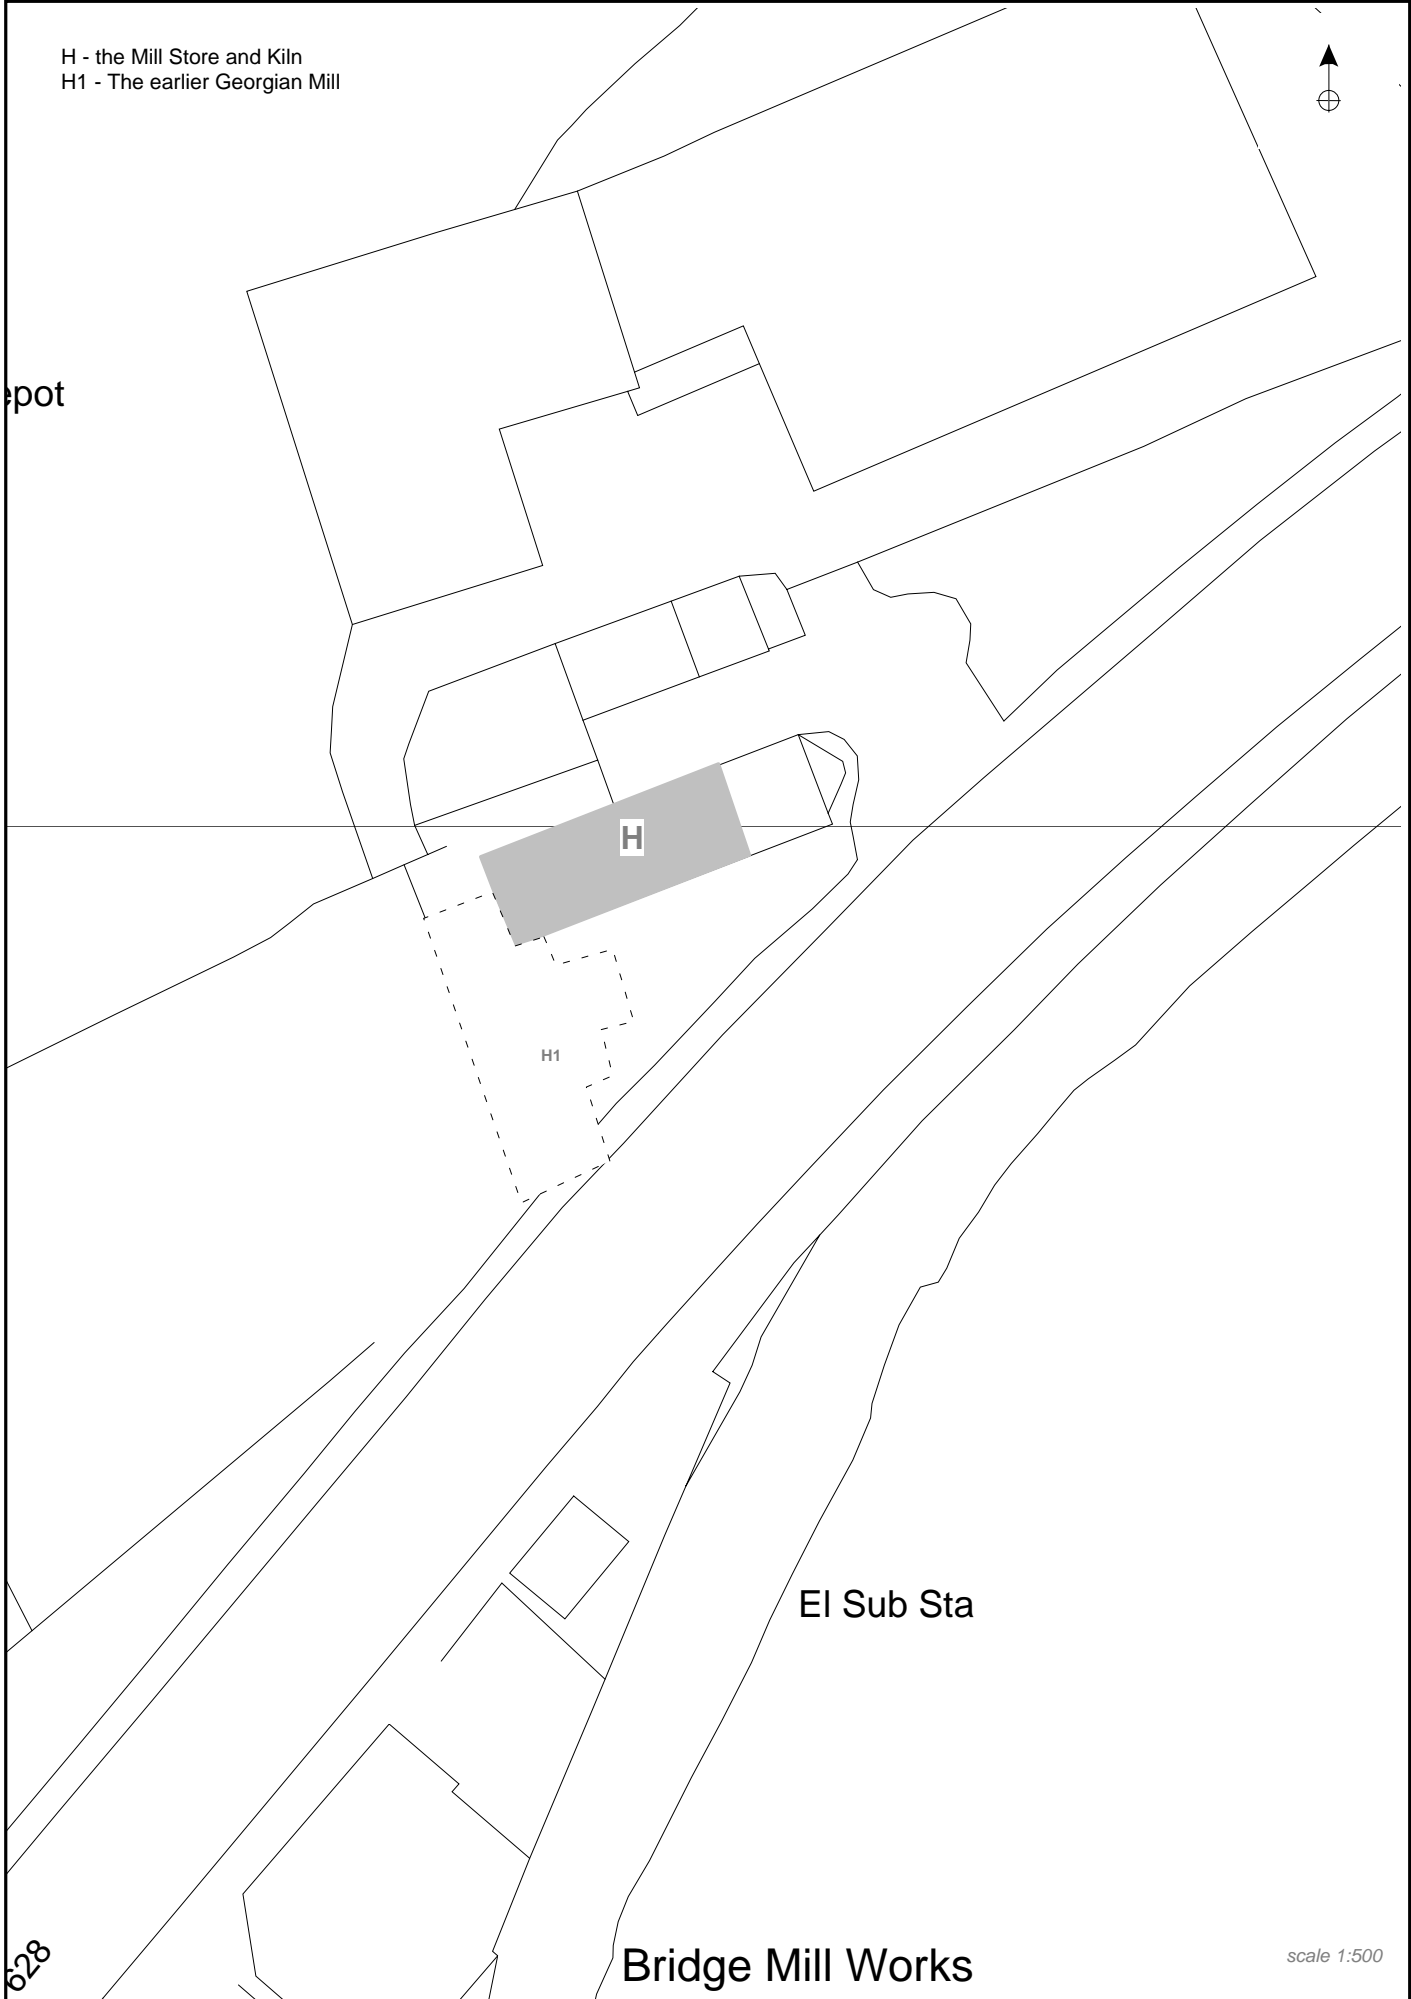 H - the Mill Store and Kiln
H1 - The earlier Georgian Mill
epot
H
H1
El Sub Sta
628
Bridge Mill Works
scale 1:500